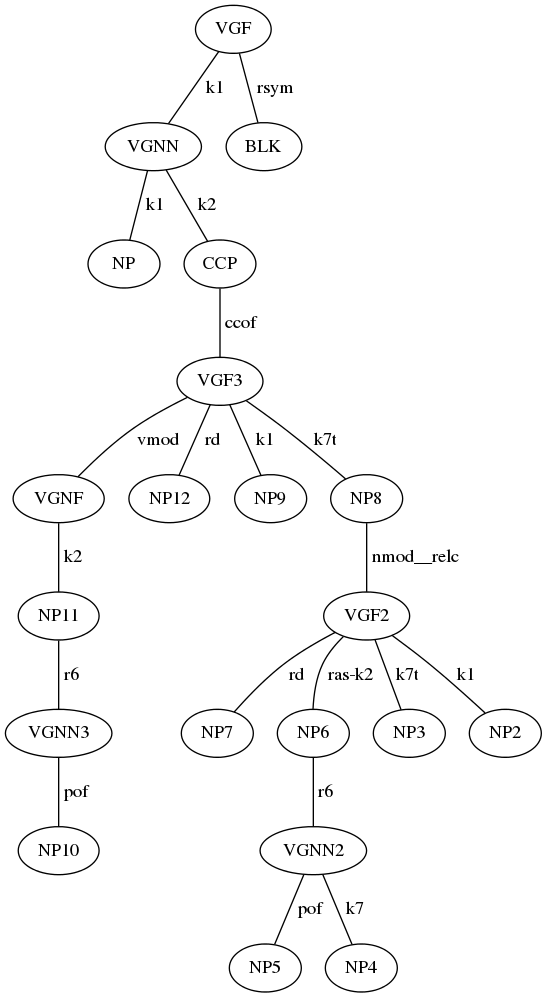 VGF
k1 rsym
VGNN BLK
k1 k2
NP CCP
ccof
VGF3
vmod rd k1 k7t
VGNF NP12 NP9 NP8
k2 nmod__relc
NP11 VGF2
r6 rd ras-k2 k7t k1
VGNN3 NP7 NP6 NP3 NP2
pof r6
NP10 VGNN2
pof k7
NP5 NP4